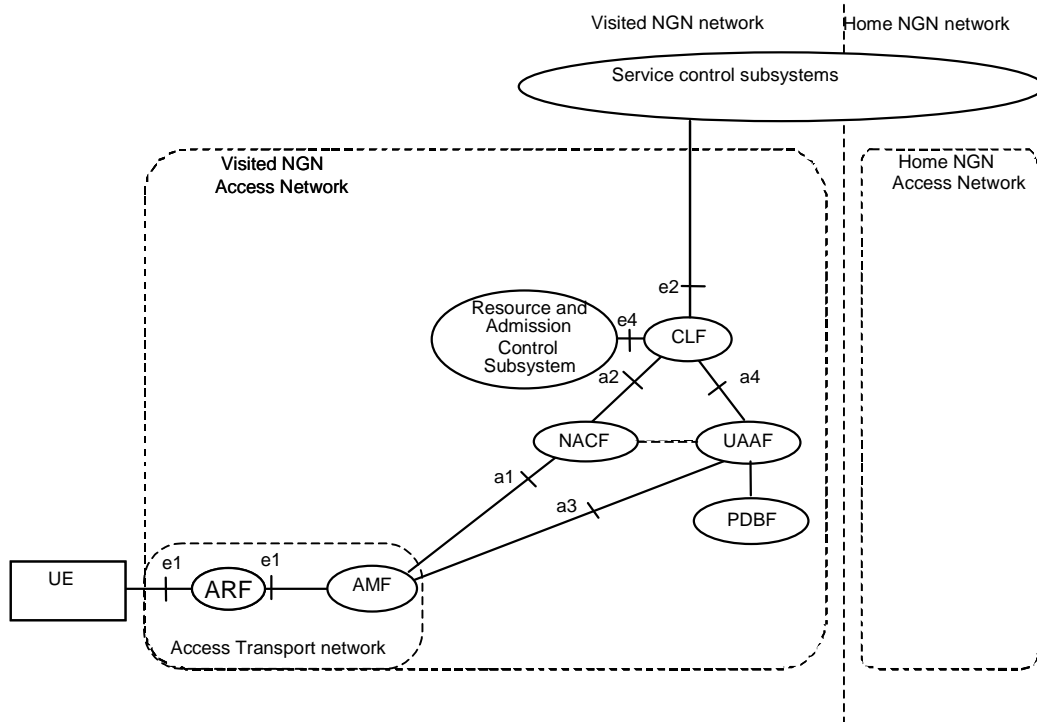 Visited NGN network
Home NGN network
Service control subsystems
Visited NGN
Access Network
Home NGN
Access Network
e2
Resource and
Admission
Control
Subsystem
e4
CLF
a2
a4
NACF
UAAF
a1
a3
PDBF
UE
e1
ARF
e1
AMF
Access Transport network